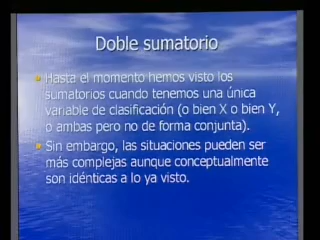 Doble sumatorio
Hasta el momento hemos visto los
sumatorios cuando tenemos una única
variable de clasificación (o bien X o bien Y,
o ambas pero no de forma conjunta).
Sin embargo, las situaciones pueden ser
más complejas aunque conceptualmente
son idénticas a lo ya visto.